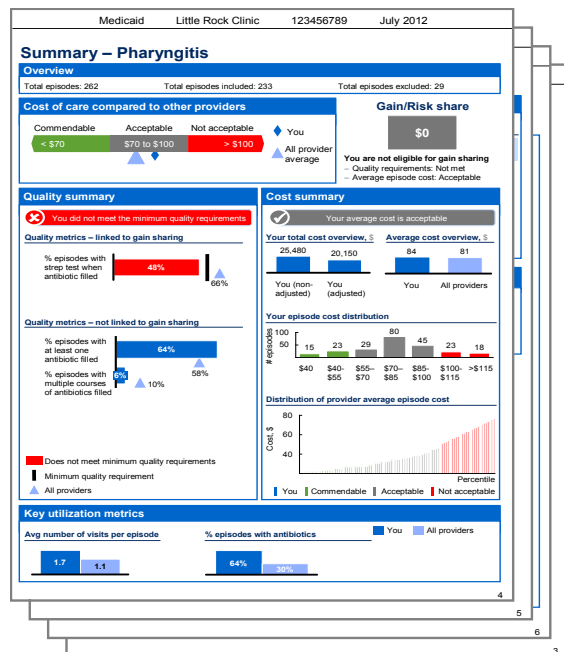 Medicaid Little Rock Clinic 123456789 July 2012
Summary – Pharyngitis
Overview
Total episodes: 262 Total episodes included: 233 Total episodes excluded: 29
Cost of care compared to other providers
Commendable Acceptable Not acceptable
< $70 $70 to $100 > $100
You
All provider
average
Gain/Risk share
$0
You are not eligible for gain sharing
– Quality requirements: Not met
– Average episode cost: Acceptable
Quality summary
You did not meet the minimum quality requirements
Quality metrics – linked to gain sharing
% episodes with
strep test when
antibiotic filled
48%
66%
Quality metrics – not linked to gain sharing
% episodes with
at least one
antibiotic filled
64%
58%
% episodes with
multiple courses
of antibiotics filled
6%
10%
Does not meet minimum quality requirements
Minimum quality requirement
All providers
Cost summary
Your average cost is acceptable
Your total cost overview, $
25,480 20,150
You (non-
adjusted)
You
(adjusted)
Average cost overview, $
84 81
You All providers
Your episode cost distribution
# episodes
100
50
15 23 29 80 45 23 18
$40 $40-
$55 $55–
$70 $70–
$85 $85-
$100 $100-
$115 >$115
Distribution of provider average episode cost
Cost, $
80
60
40
Percentile
You Commendable Acceptable Not acceptable
Key utilization metrics
You All providers
Avg number of visits per episode
1.7 1.1
% episodes with antibiotics
64% 30%
4
5
6
3